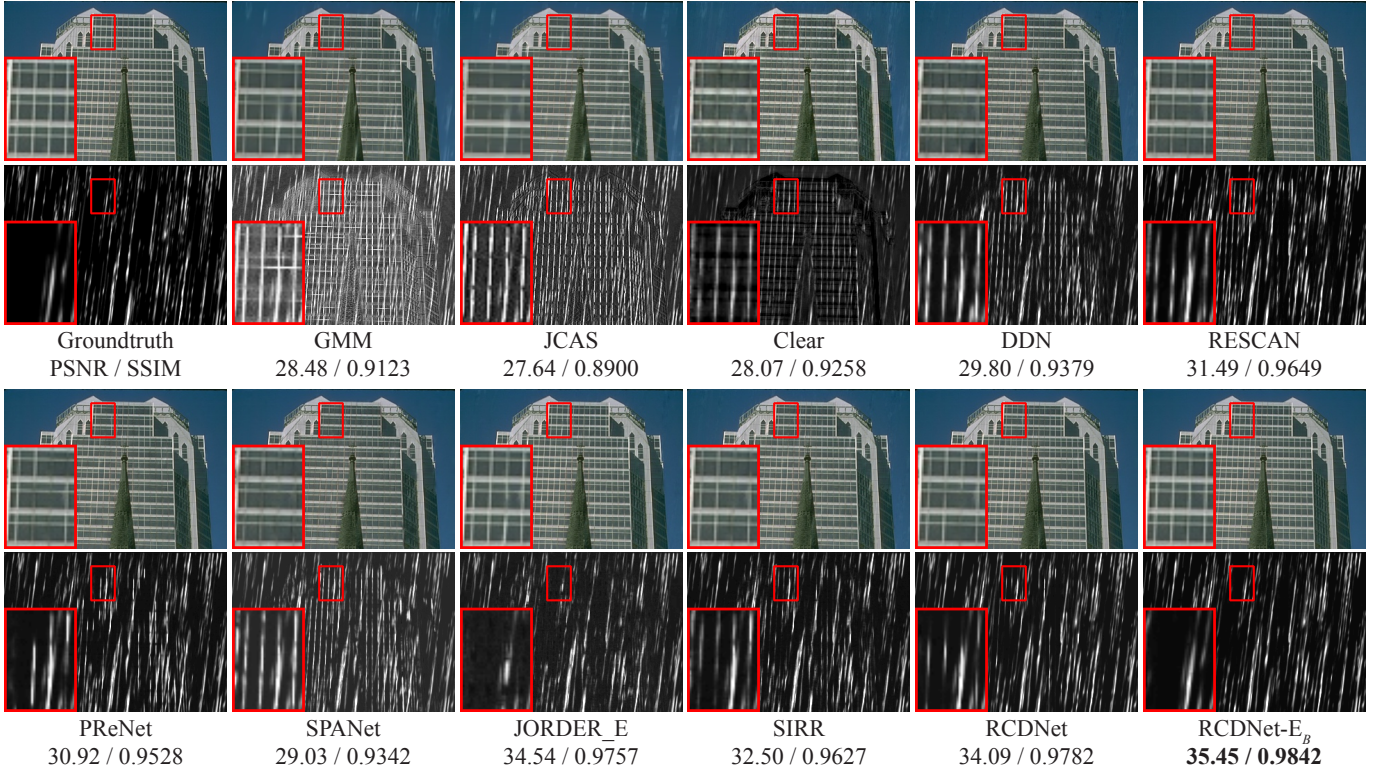 Groundtruth GMM JCAS Clear DDN RESCAN
PSNR / SSIM 28.48 / 0.9123 27.64 / 0.8900 28.07 / 0.9258 29.80 / 0.9379 31.49 / 0.9649
PReNet SPANet JORDER_E SIRR RCDNet RCDNet-E_B
30.92 / 0.9528 29.03 / 0.9342 34.54 / 0.9757 32.50 / 0.9627 34.09 / 0.9782 35.45 / 0.9842